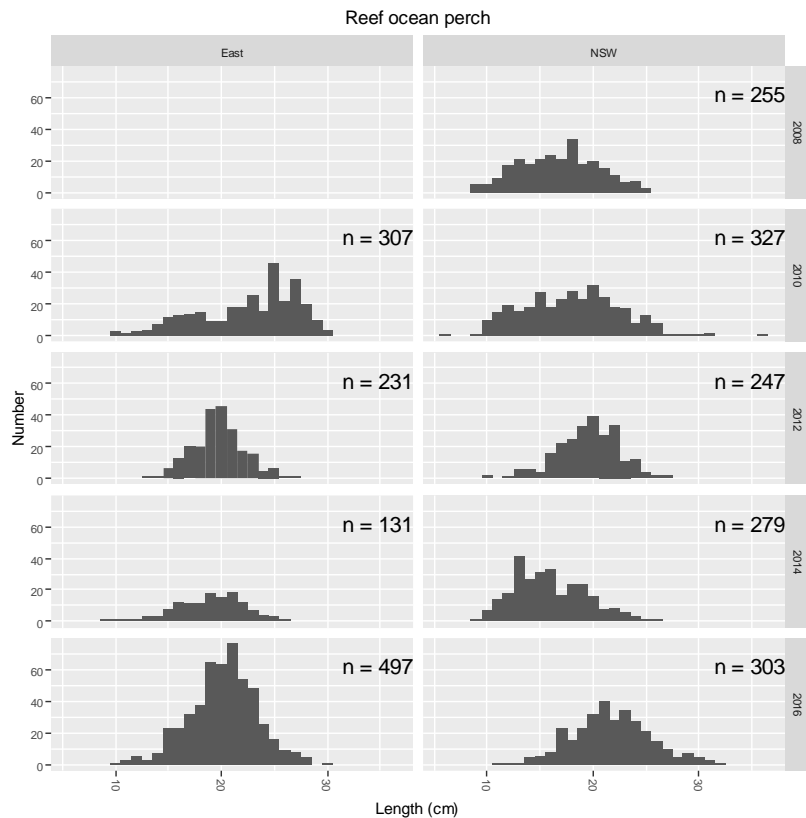 Reef ocean perch
East NSW
n = 255
60
40
20
0
2008
n = 307 n = 327
60
40
20
0
2010
n = 231 n = 247
60
40
20
0
2012
n = 131 n = 279
60
40
20
0
2014
n = 497 n = 303
60
40
20
0
2016
Number
10 20 30 10 20 30
Length (cm)